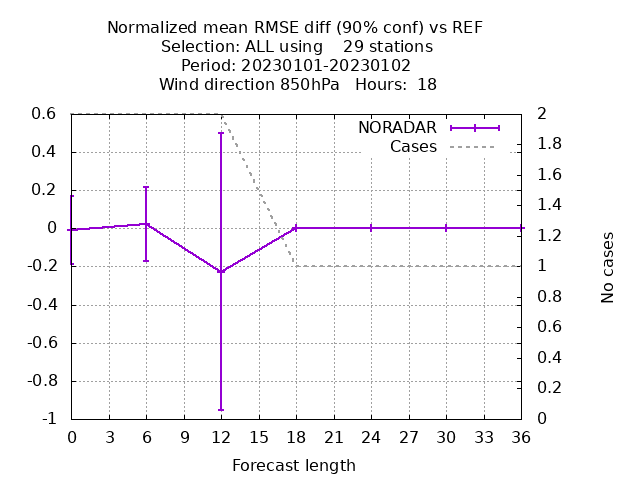 Normalized mean RMSE diff (90% conf) vs REF
Selection: ALL using    29 stations
Period: 20230101-20230102
Wind direction 850hPa   Hours:  18
NORADAR
Cases
0.6
0.4
0.2
0
-0.2
-0.4
-0.6
-0.8
-1
2
1.8
1.6
1.4
1.2
1
0.8
0.6
0.4
0.2
0
No cases
0 3 6 9 12 15 18 21 24 27 30 33 36
Forecast length